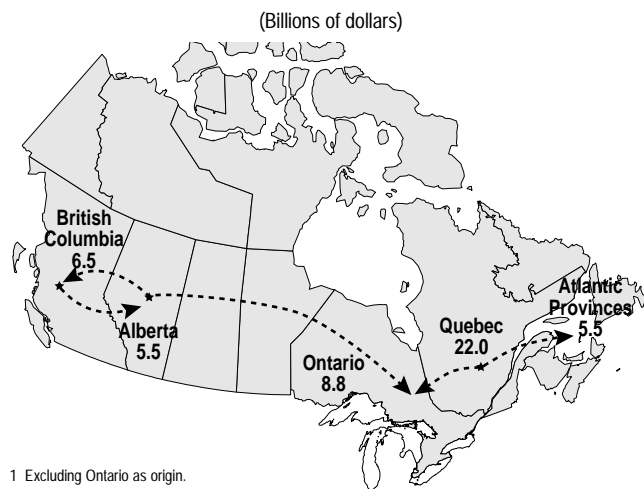 (Billions of dollars)
British
Columbia
6.5
Alberta
5.5
Ontario
8.8
Quebec
22.0
Atlantic
Provinces
5.5
1 Excluding Ontario as origin.